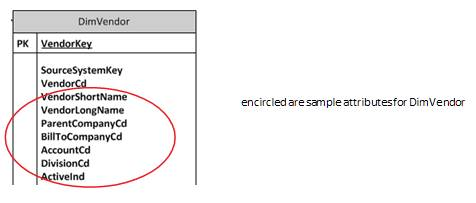 DimVendor
PK VendorKey
SourceSystemKey
VendorCd
VendorShortName
VendorLongName
ParentCompanyCd
BillToCompanyCd
AccountCd
DivisionCd
ActiveInd
encircled are sample attributes for DimVendor